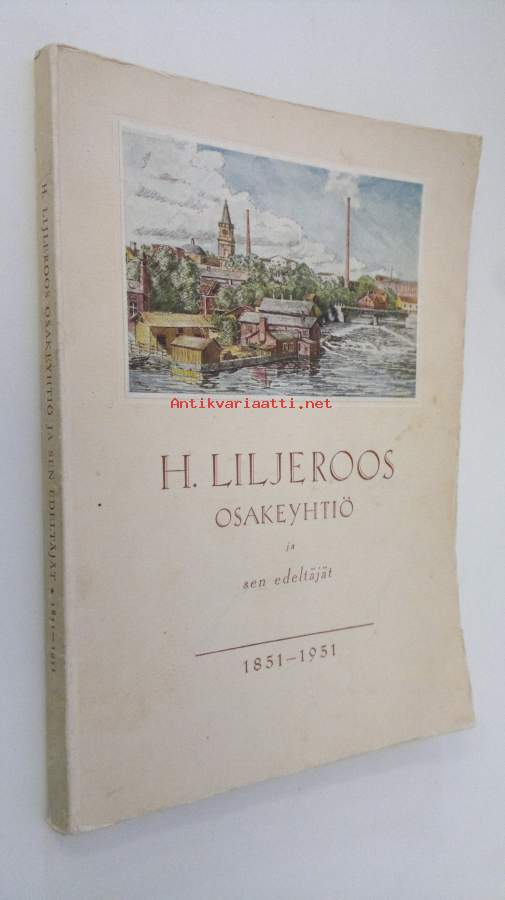 Antikvariaatti.net
H. LILJEROOS
OSAKEYHTIÖ
ja
sen edeltäjät
1851–1951
H. LILJEROOS OSAKEYHTIÖ JA SEN EDELTÄJÄT • 1851–1951